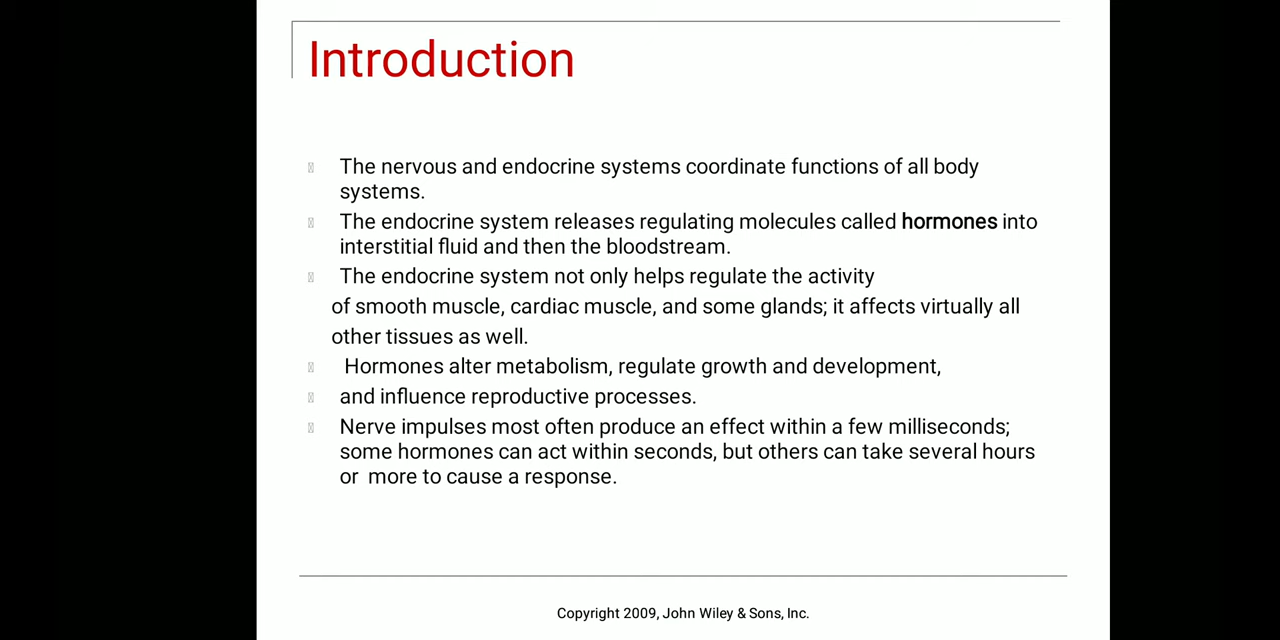 Introduction
The nervous and endocrine systems coordinate functions of all body
systems.
The endocrine system releases regulating molecules called hormones into
interstitial fluid and then the bloodstream.
The endocrine system not only helps regulate the activity
of smooth muscle, cardiac muscle, and some glands; it affects virtually all
other tissues as well.
Hormones alter metabolism, regulate growth and development,
and influence reproductive processes.
Nerve impulses most often produce an effect within a few milliseconds;
some hormones can act within seconds, but others can take several hours
or more to cause a response.
Copyright 2009, John Wiley & Sons, Inc.